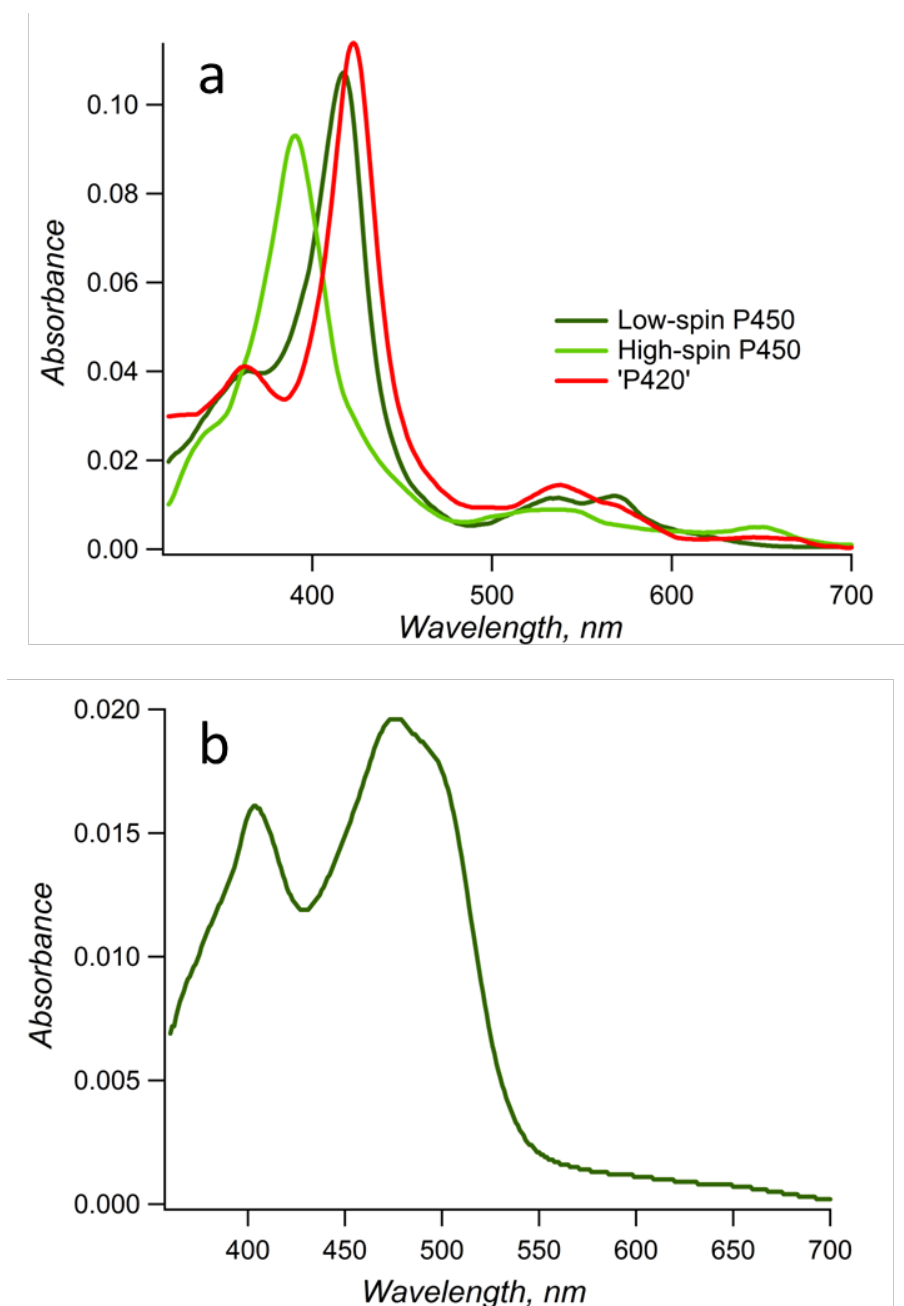 a
0.10
0.08
0.06
0.04
0.02
0.00
Absorbance
Low-spin P450
High-spin P450
'P420'
400 500 600 700
Wavelength, nm
b
0.020
0.015
0.010
0.005
0.000
Absorbance
400 450 500 550 600 650 700
Wavelength, nm